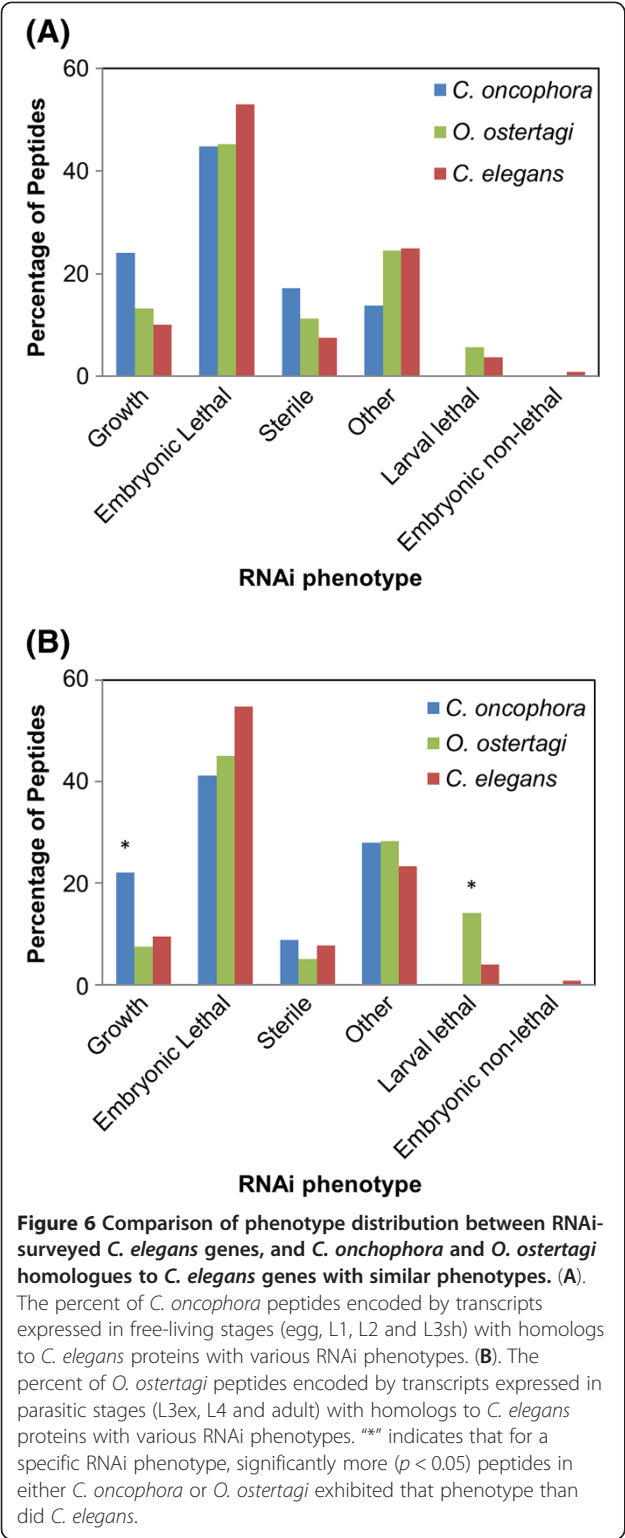 (A)
60
40
20
0
Percentage of Peptides
C. oncophora
O. ostertagi
C. elegans
Growth
Embryonic Lethal
Sterile
Other
Larval lethal
Embryonic non-lethal
RNAi phenotype
(B)
60
40
20
0
Percentage of Peptides
C. oncophora
O. ostertagi
C. elegans
*
*
Growth
Embryonic Lethal
Sterile
Other
Larval lethal
Embryonic non-lethal
RNAi phenotype
Figure 6 Comparison of phenotype distribution between RNAi-
surveyed C. elegans genes, and C. onchophora and O. ostertagi
homologues to C. elegans genes with similar phenotypes. (A).
The percent of C. oncophora peptides encoded by transcripts
expressed in free-living stages (egg, L1, L2 and L3sh) with homologs
to C. elegans proteins with various RNAi phenotypes. (B). The
percent of O. ostertagi peptides encoded by transcripts expressed in
parasitic stages (L3ex, L4 and adult) with homologs to C. elegans
proteins with various RNAi phenotypes. "*" indicates that for a
specific RNAi phenotype, significantly more (p < 0.05) peptides in
either C. oncophora or O. ostertagi exhibited that phenotype than
did C. elegans.